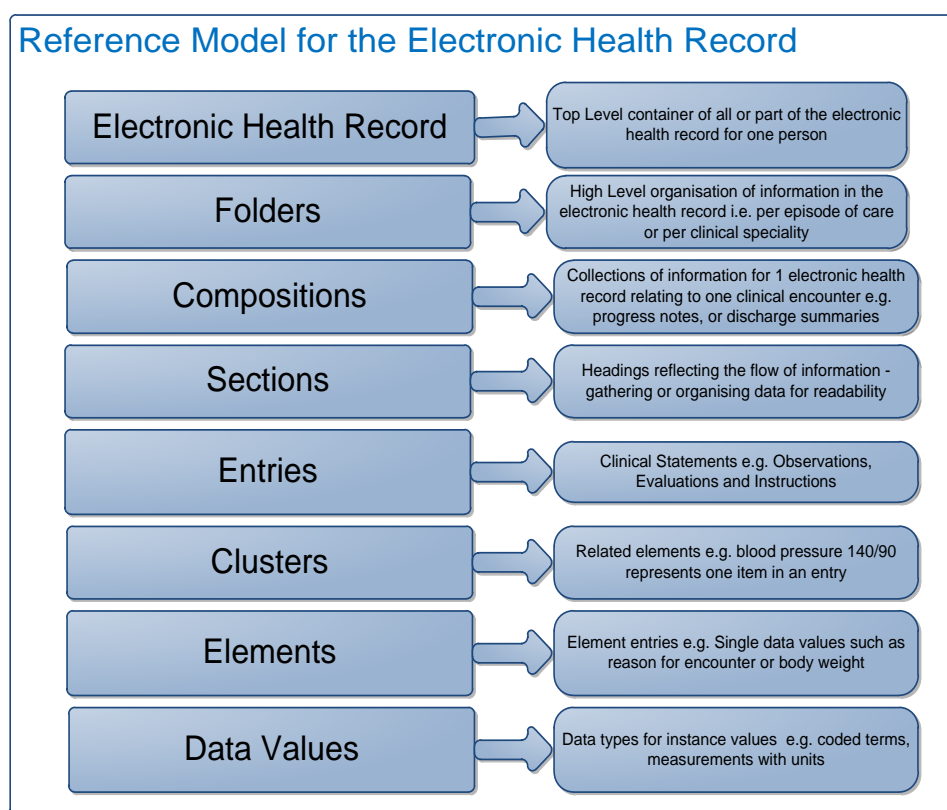 Reference Model for the Electronic Health Record
Electronic Health Record
Top Level container of all or part of the electronic
health record for one person
Folders
High Level organisation of information in the
electronic health record i.e. per episode of care
or per clinical speciality
Compositions
Collections of information for 1 electronic health
record relating to one clinical encounter e.g.
progress notes, or discharge summaries
Sections
Headings reflecting the flow of information -
gathering or organising data for readability
Entries
Clinical Statements e.g. Observations,
Evaluations and Instructions
Clusters
Related elements e.g. blood pressure 140/90
represents one item in an entry
Elements
Element entries e.g. Single data values such as
reason for encounter or body weight
Data Values
Data types for instance values  e.g. coded terms,
measurements with units